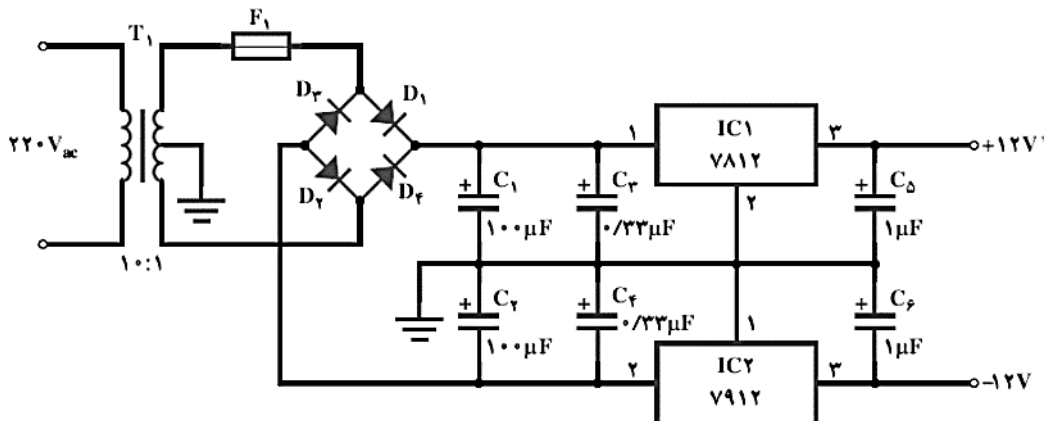 T۱
F۱
D۳
D۱
D۲
D۴
۲۲۰Vac
۱۰:۱
۱
IC۱
۷۸۱۲
۳
۲
+۱۲V
+
C۱
۱۰۰µF
+
C۳
۰/۳۳µF
+
C۵
۱µF
+
C۲
۱۰۰µF
+
C۴
۰/۳۳µF
+
C۶
۱µF
۱
۲
IC۲
۷۹۱۲
۳
−۱۲V